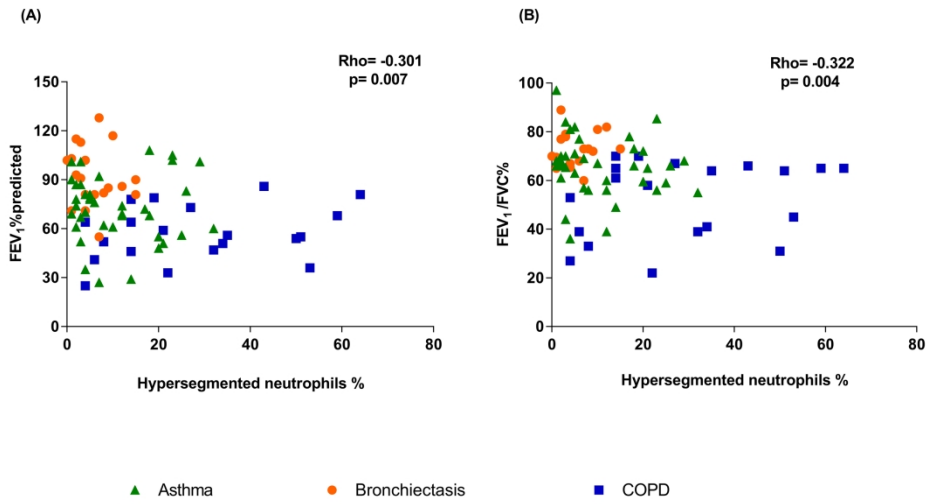 (A)
Rho= -0.301
p= 0.007
150
120
90
60
30
0
FEV1%predicted
0 20 40 60 80
Hypersegmented neutrophils %
(B)
Rho= -0.322
p= 0.004
100
80
60
40
20
0
FEV1/FVC%
0 20 40 60 80
Hypersegmented neutrophils %
Asthma Bronchiectasis COPD